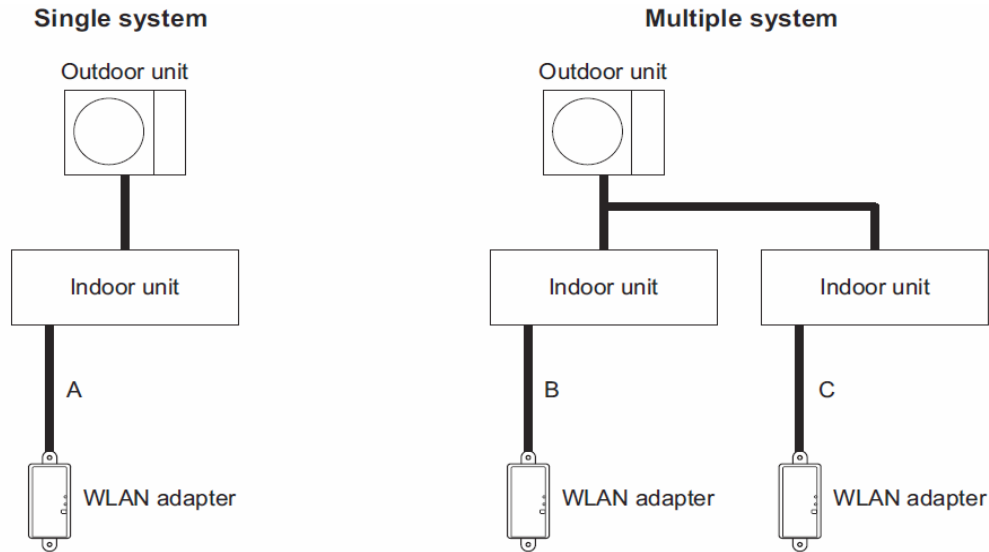 Single system
Outdoor unit
Indoor unit
A
WLAN adapter
Multiple system
Outdoor unit
Indoor unit
Indoor unit
B
C
WLAN adapter
WLAN adapter